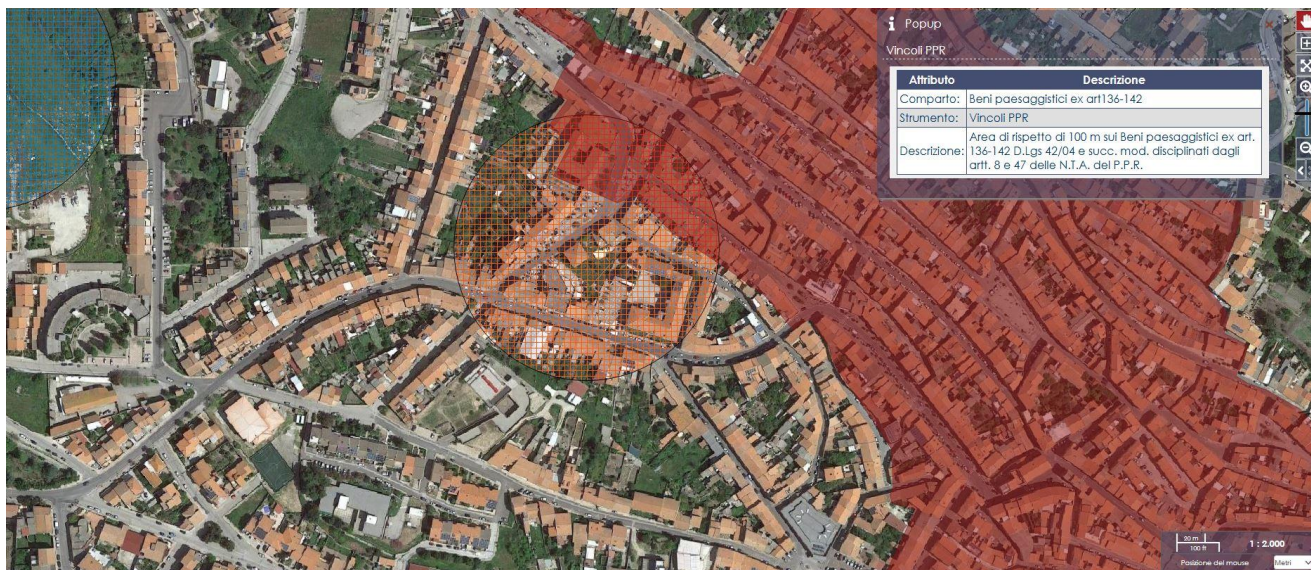 Popup
Vincoli PPR
Attributo Descrizione
Comparto: Beni paesaggistici ex art136-142
Strumento: Vincoli PPR
Descrizione: Area di rispetto di 100 m sui Beni paesaggistici ex art.
136-142 D.Lgs 42/04 e succ. mod. disciplinati dagli
artt. 8 e 47 delle N.T.A. del P.P.R.
20 m
100 ft
1 : 2.000
Posizione del mouse Metri